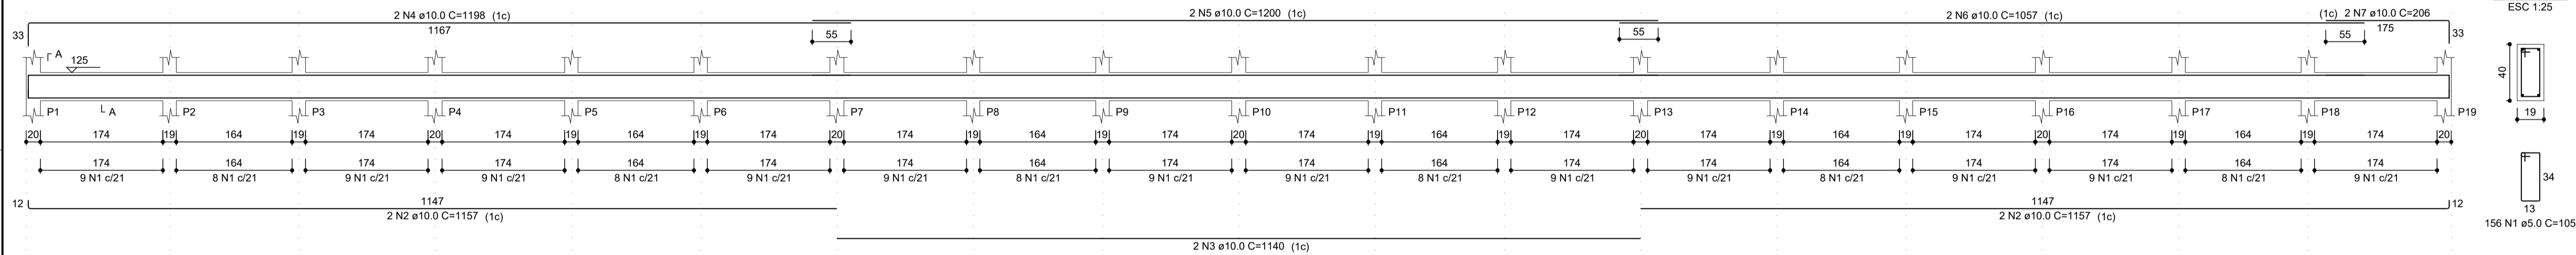 2 N4 ø10.0 C=1198 (1c)
2 N5 ø10.0 C=1200 (1c)
2 N6 ø10.0 C=1057 (1c)
(1c) 2 N7 ø10.0 C=206
ESC 1:25
33 1167 55 55 55 175 33
A
125
40
A
P1 P2 P3 P4 P5 P6 P7 P8 P9 P10 P11 P12 P13 P14 P15 P16 P17 P18 P19
19
20 174 19 164 19 174 20 174 19 164 19 174 20 174 19 164 19 174 20 174 19 164 19 174 20 174 19 164 19 174 20 174 19 164 19 174 20
174 164 174 174 164 174 174 164 174 174 164 174 174 164 174 174 164 174
9 N1 c/21 8 N1 c/21 9 N1 c/21 9 N1 c/21 8 N1 c/21 9 N1 c/21 9 N1 c/21 8 N1 c/21 9 N1 c/21 9 N1 c/21 8 N1 c/21 9 N1 c/21 9 N1 c/21 8 N1 c/21 9 N1 c/21 9 N1 c/21 8 N1 c/21 9 N1 c/21
34
12 1147 1147 12
13
2 N2 ø10.0 C=1157 (1c)
2 N2 ø10.0 C=1157 (1c)
156 N1 ø5.0 C=105
2 N3 ø10.0 C=1140 (1c)